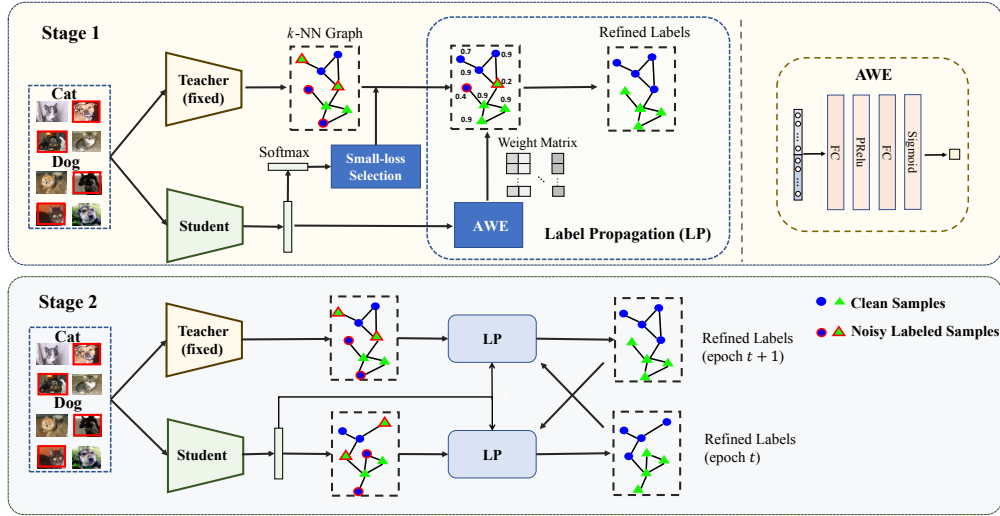 Stage 1
k-NN Graph
Refined Labels
Teacher
(fixed)
Cat
Dog
0.7
0.9
0.9
0.2
0.4
0.9
0.9
0.9
AWE
FC
PRelu
FC
Sigmoid
Softmax
Small-loss
Selection
Weight Matrix
Student
AWE
Label Propagation (LP)
Stage 2
Cat
Dog
Teacher
(fixed)
LP
Refined Labels
(epoch t + 1)
Clean Samples
Noisy Labeled Samples
Student
LP
Refined Labels
(epoch t)